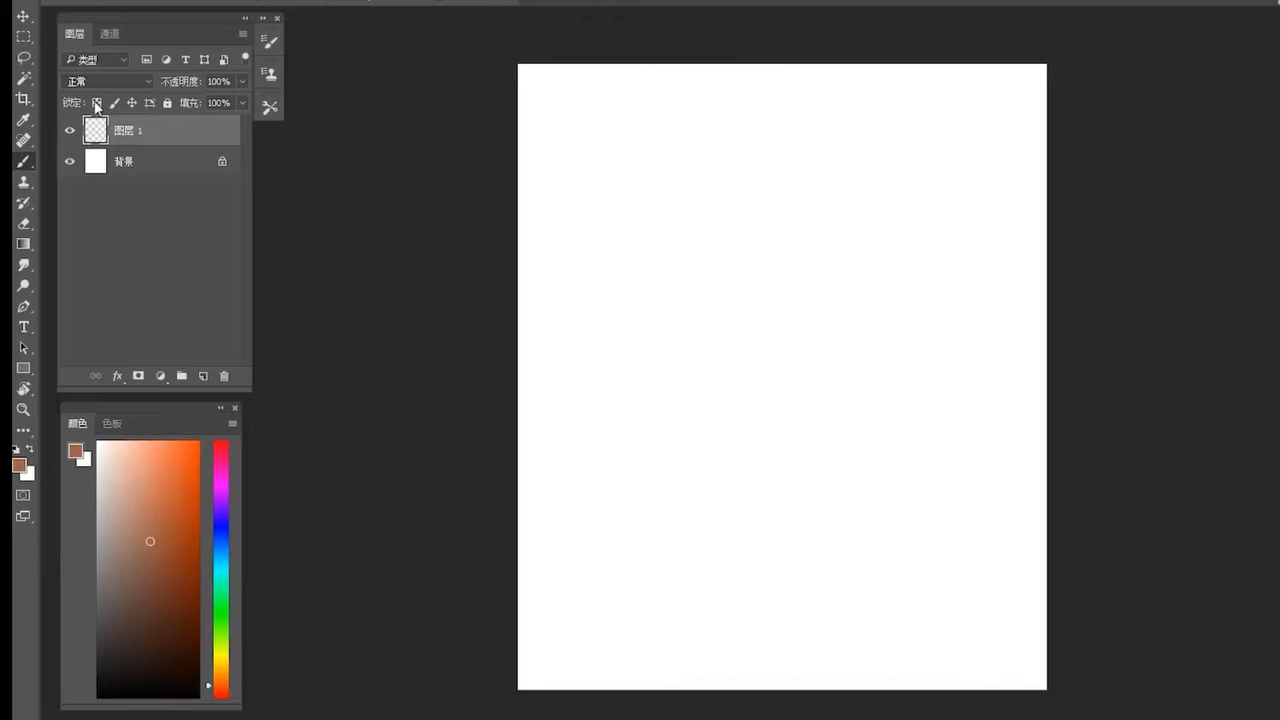 图层 通道
类型
正常 不透明度: 100%
锁定: 填充: 100%
图层 1
背景
fx
颜色 色板